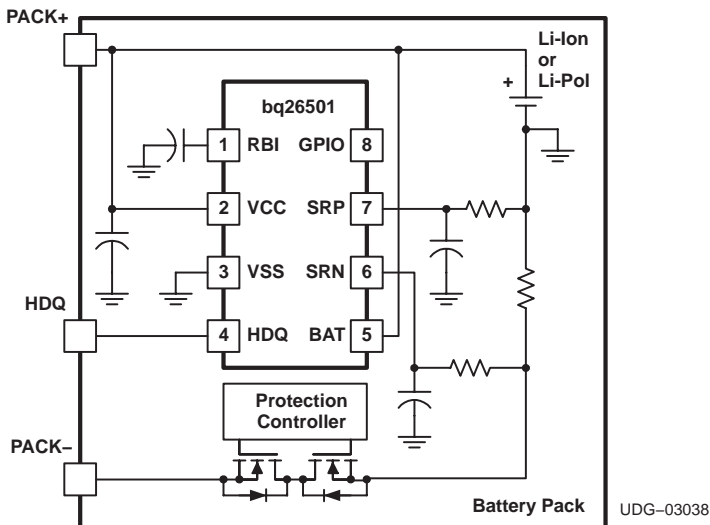 PACK+
Li-Ion
or
Li-Pol
+
bq26501
1 RBI GPIO 8
2 VCC SRP 7
3 VSS SRN 6
HDQ
4 HDQ BAT 5
Protection
Controller
PACK–
Battery Pack
UDG–03038